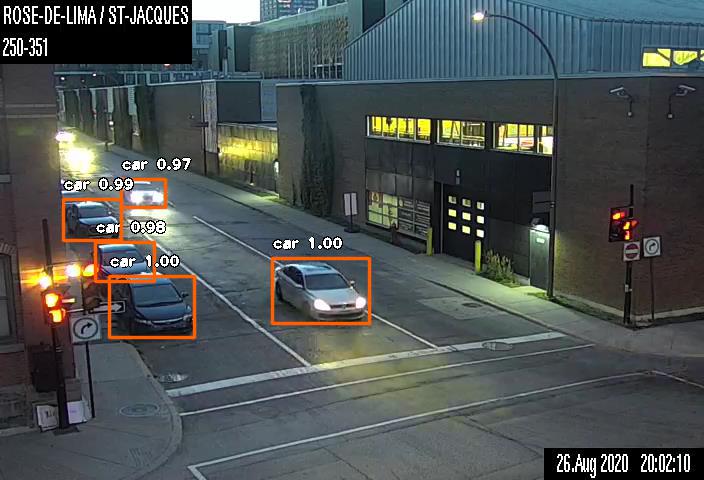 ROSE-DE-LIMA / ST-JACQUES
250-351
car 0.97
car 0.99
car 0.98
car 1.00
car 1.00
26.Aug 2020 20:02:10